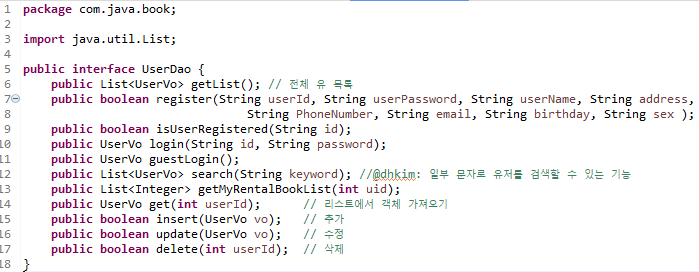 1 package com.java.book;
2
3 import java.util.List;
4
5 public interface UserDao {
6 public List<UserVo> getList(); // 전체 유 목록
7 public boolean register(String userId, String userPassword, String userName, String address,
8 String PhoneNumber, String email, String birthday, String sex );
9 public boolean isUserRegistered(String id);
10 public UserVo login(String id, String password);
11 public UserVo guestLogin();
12 public List<UserVo> search(String keyword); //@dhkim: 일부 문자로 유저를 검색할 수 있는 기능
13 public List<Integer> getMyRentalBookList(int uid);
14 public UserVo get(int userId); // 리스트에서 객체 가져오기
15 public boolean insert(UserVo vo); // 추가
16 public boolean update(UserVo vo); // 수정
17 public boolean delete(int userId); // 삭제
18 }